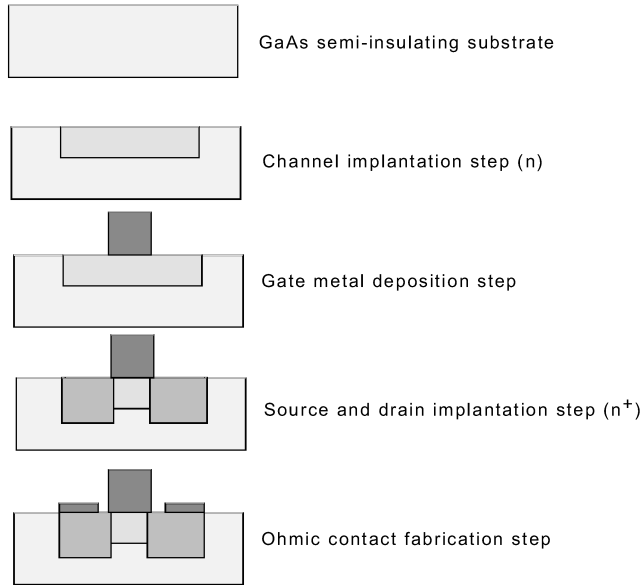 GaAs semi-insulating substrate
Channel implantation step (n)
Gate metal deposition step
Source and drain implantation step (n⁺)
Ohmic contact fabrication step